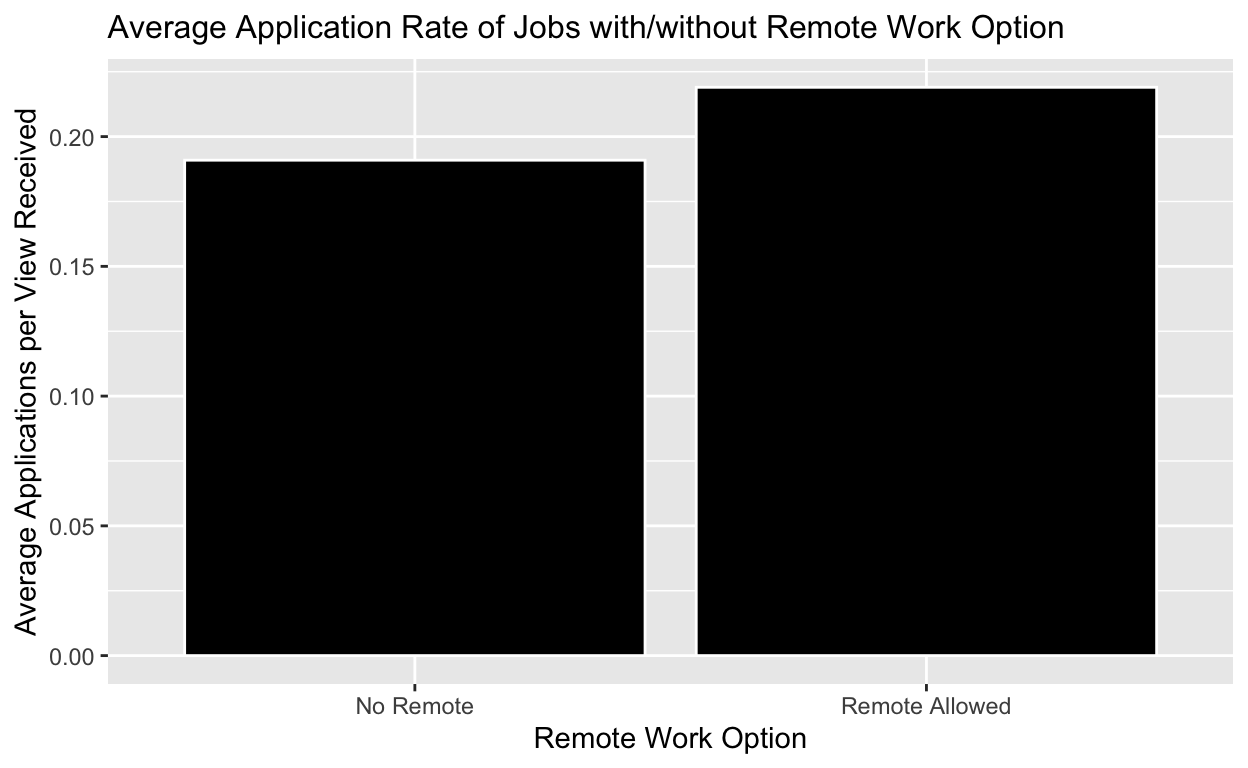 Average Application Rate of Jobs with/without Remote Work Option
Average Applications per View Received
0.20
0.15
0.10
0.05
0.00
No Remote
Remote Allowed
Remote Work Option